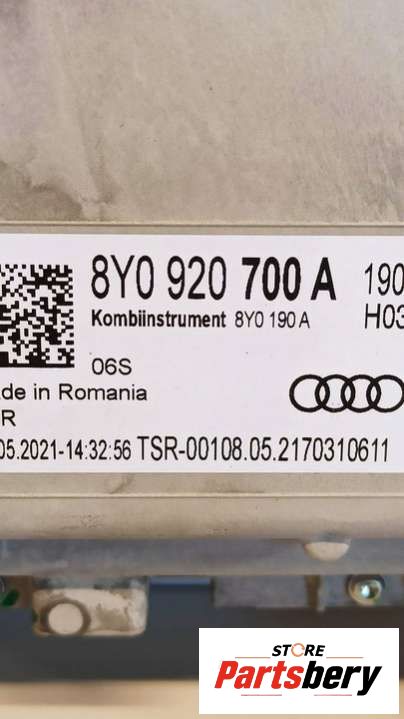 8Y0 920 700 A 190
Kombiinstrument 8Y0 190 A H03
06S
ade in Romania
R
05.2021-14:32:56 TSR-00108.05.2170310611
STORE
Partsbery